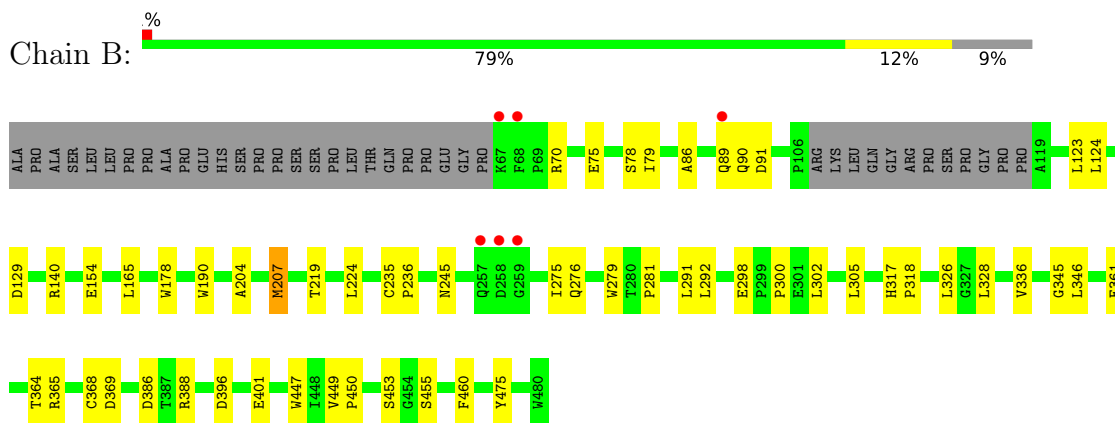 %
Chain B:
79% 12% 9%
ALA PRO ALA SER LEU LEU PRO PRO ALA PRO GLU HIS SER PRO PRO SER SER PRO LEU THR GLN PRO PRO GLU GLY PRO K67 F68 P69 R70 E75 S78 I79 A86 Q89 Q90 D91 P106 ARG LYS LEU GLN GLY ARG PRO SER PRO GLY PRO PRO A119 L123 L124
D129 R140 E154 L165 W178 W190 A204 M207 T219 L224 C235 P236 N245 Q257 D258 G259 I275 Q276 W279 T280 P281 L291 L292 E298 P299 P300 E301 L302 L305 H317 P318 L326 G327 L328 V336 G345 L346
T364 R365 C368 D369 D386 T387 R388 D396 E401 W447 I448 V449 P450 S453 G454 S455 F460 Y475 W480